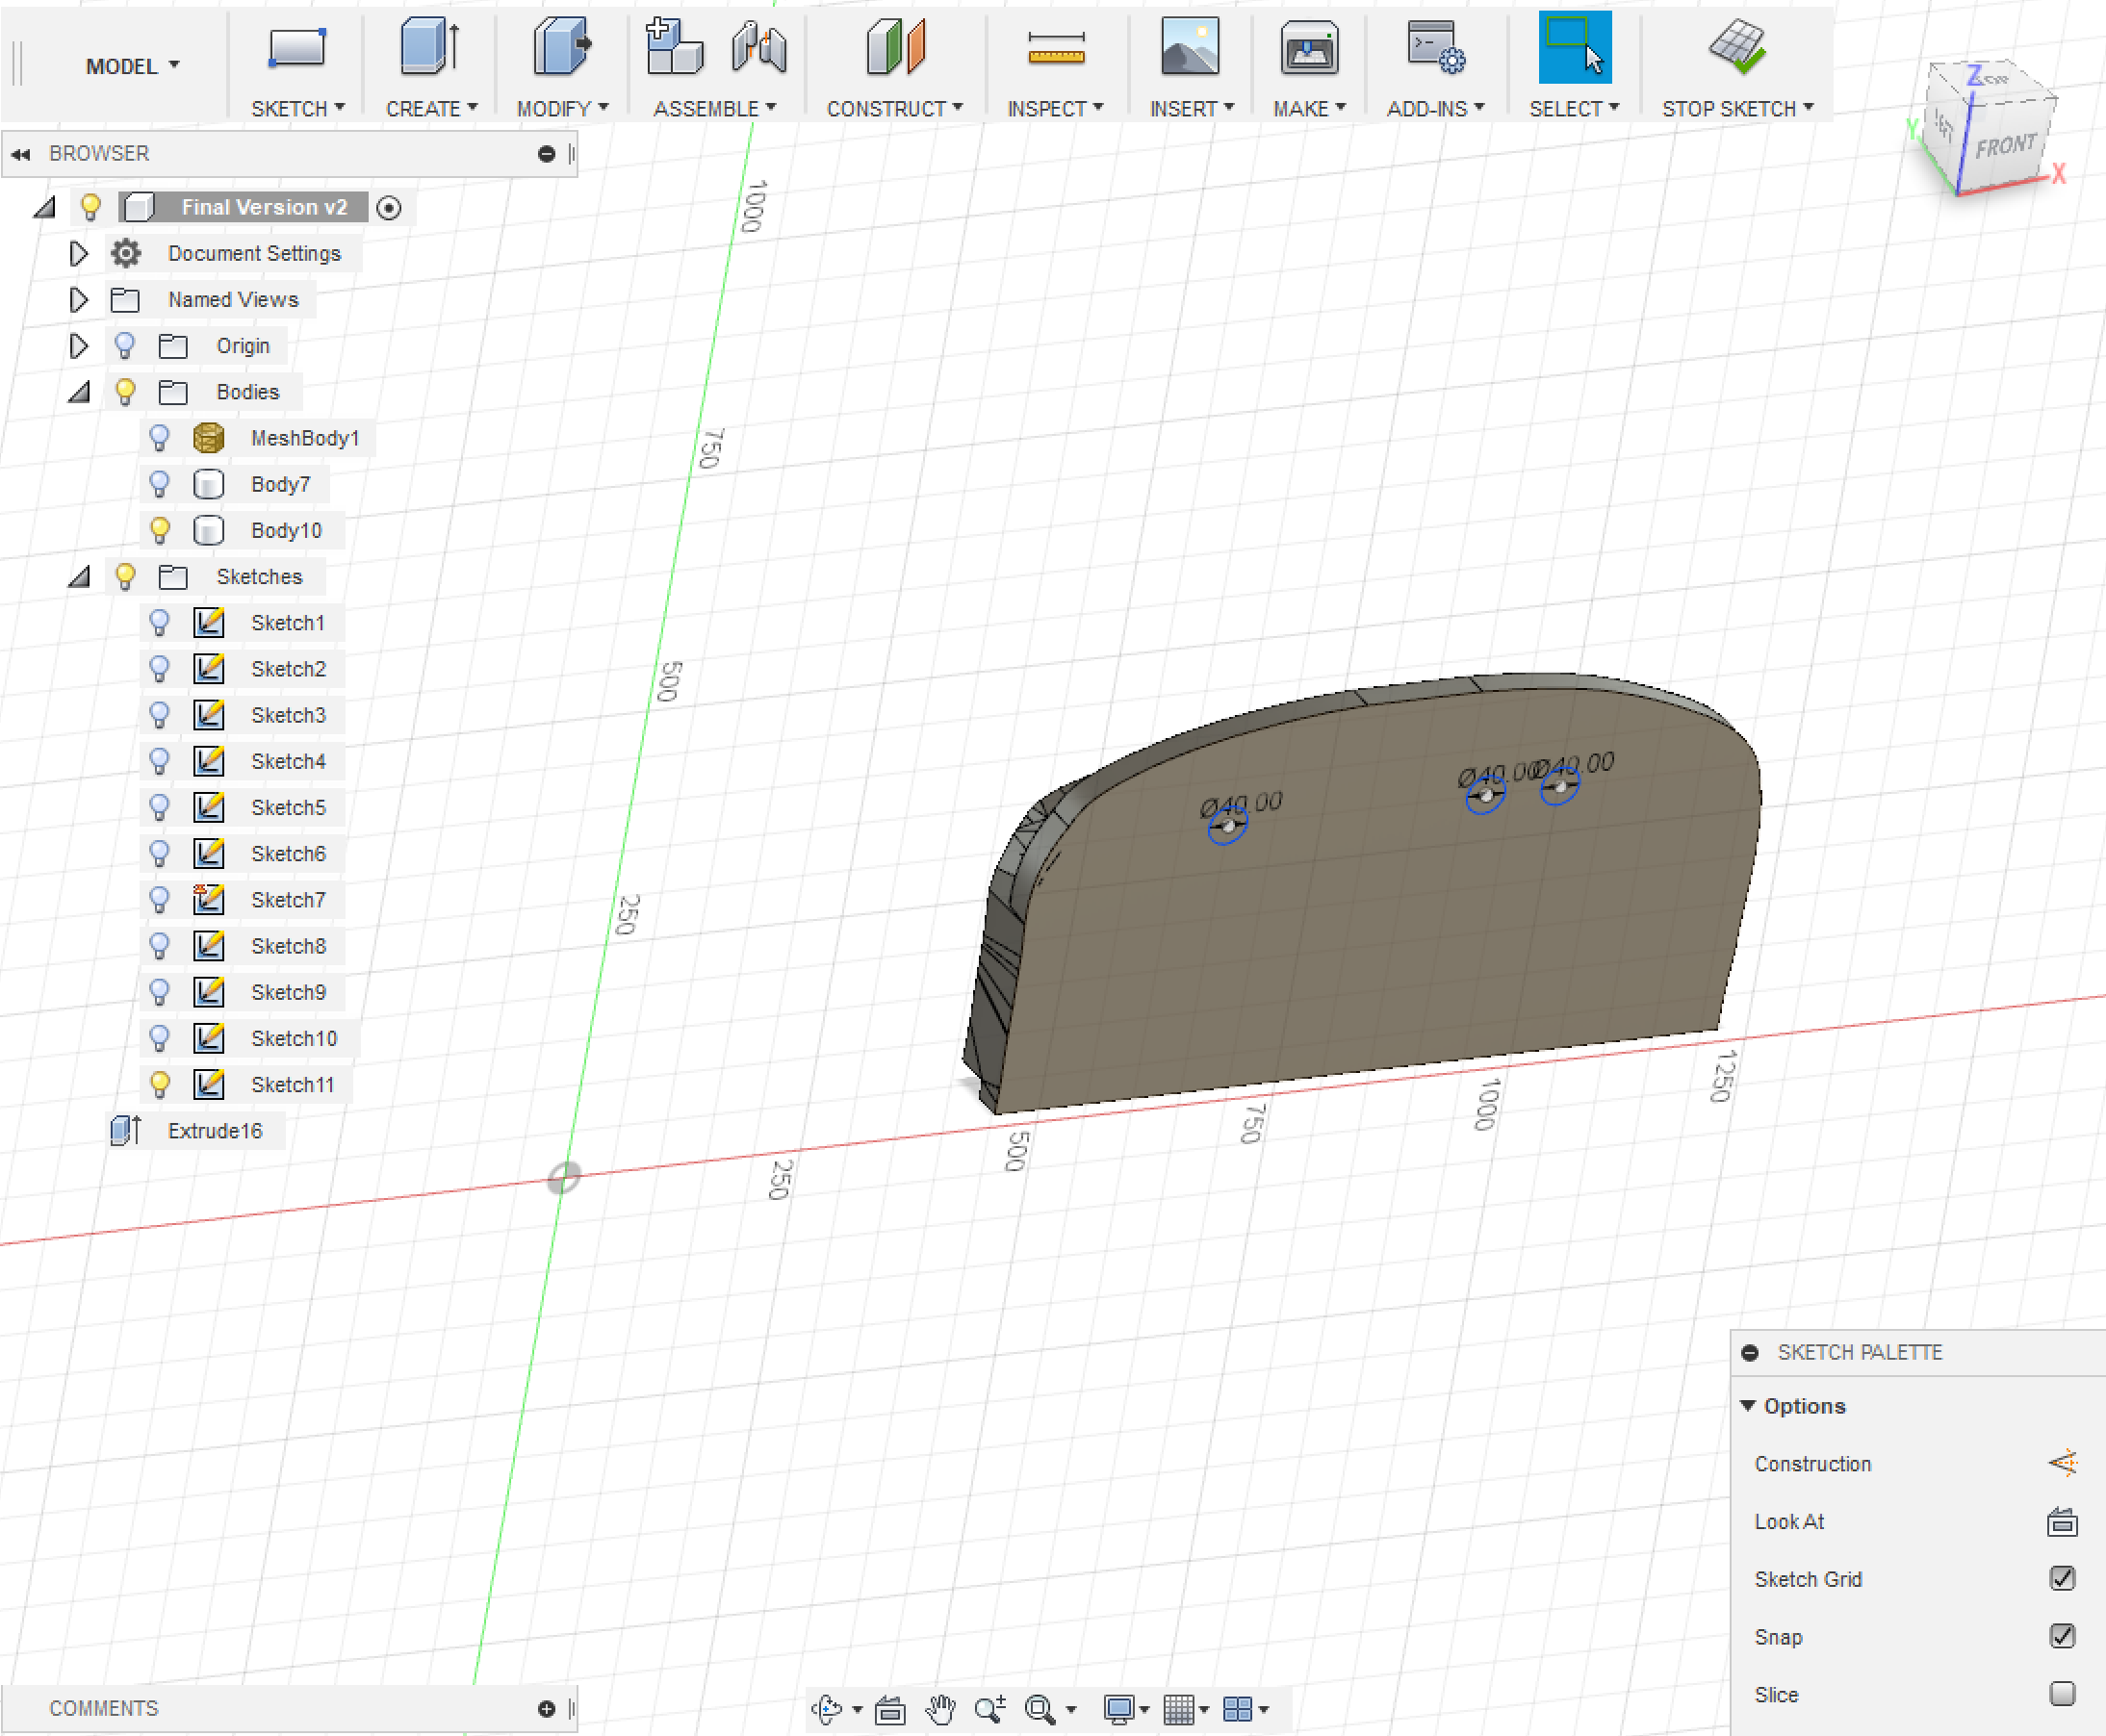 MODEL
SKETCH
CREATE
MODIFY
ASSEMBLE
CONSTRUCT
INSPECT
INSERT
MAKE
ADD-INS
SELECT
STOP SKETCH
TOP
Z
Y
FRONT
X
BROWSER
Final Version v2
Document Settings
Named Views
Origin
Bodies
MeshBody1
Body7
Body10
Sketches
Sketch1
Sketch2
Sketch3
Sketch4
Sketch5
Sketch6
Sketch7
Sketch8
Sketch9
Sketch10
Sketch11
Extrude16
1000
750
500
250
Ø40.00
Ø40.00
Ø40.00
250
500
750
1000
1250
SKETCH PALETTE
Options
Construction
Look At
Sketch Grid
Snap
Slice
COMMENTS